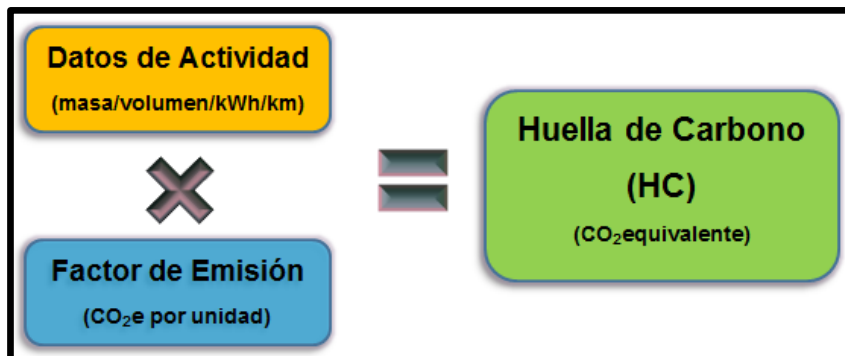 Datos de Actividad
(masa/volumen/kWh/km)
Factor de Emisión
(CO₂e por unidad)
Huella de Carbono
(HC)
(CO₂equivalente)